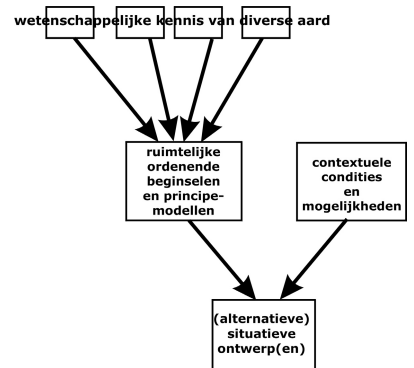 wetenschappelijke kennis van diverse aard
ruimtelijke
ordenende
beginselen
en principe-
modellen
contextuele
condities
en
mogelijkheden
(alternatieve)
situatieve
ontwerp(en)